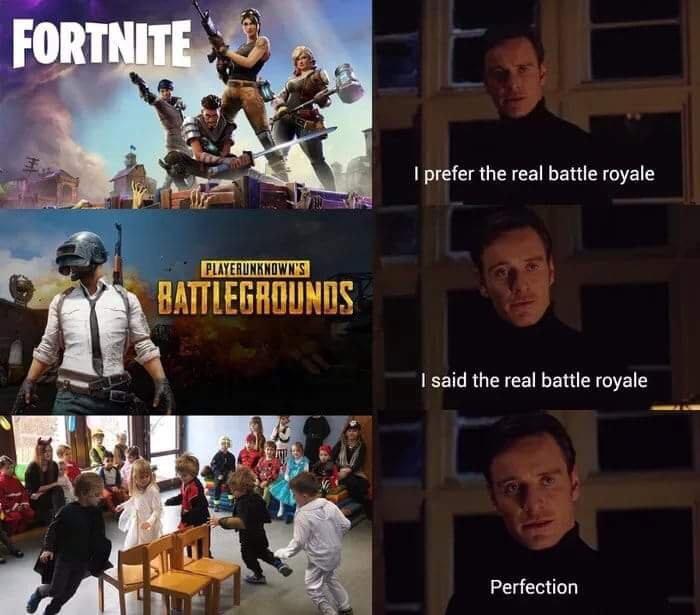 FORTNITE
I prefer the real battle royale
PLAYERUNKNOWN'S
BATTLEGROUNDS
I said the real battle royale
Perfection